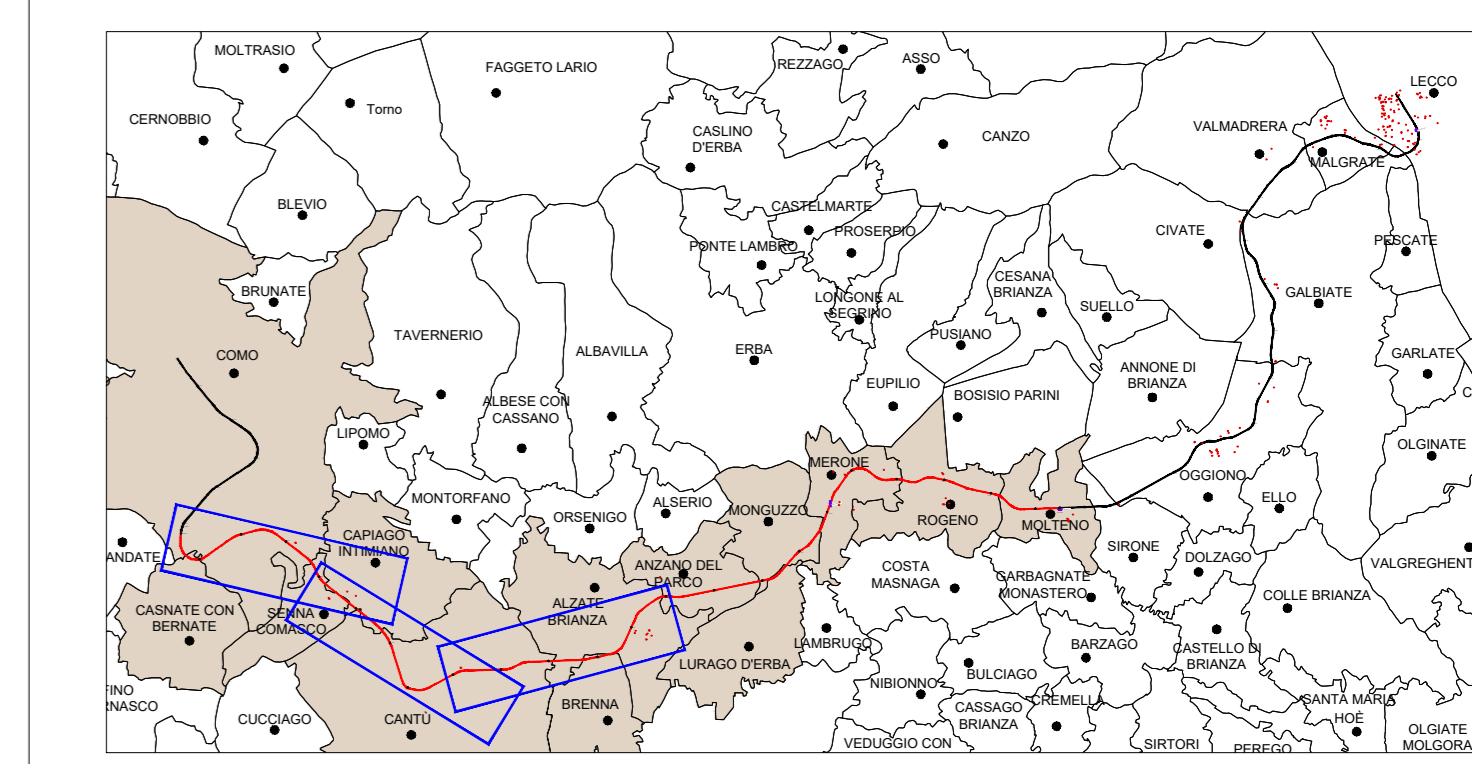 MOLTRASIO
FAGGETO LARIO
REZZAGO
ASSO
LECCO
CERNOBBIO
Torno
CASLINO
D'ERBA
CANZO
VALMADRERA
MALGRATE
BLEVIO
CASTELMARTE
PROSERPIO
CIVATE
PESCATE
PONTE LAMBRO
BRUNATE
LONGONE AL
SEGRINO
CESANA
BRIANZA
SUELLO
GALBIATE
TAVERNERIO
ALBAVILLA
ERBA
PUSIANO
COMO
GARLATE
ANNONE DI
BRIANZA
EUPILIO
BOSISIO PARINI
ALBESE CON
CASSANO
LIPOMO
OLGINATE
MERONE
OGGIONO
ELLO
MONTORFANO
ORSENIGO
ALSERIO
MONGUZZO
ROGENO
MOLTENO
CAPIAGO
INTIMIANO
ANDATE
SIRONE
DOLZAGO
VALGREGHENT
ANZANO DEL
PARCO
COSTA
MASNAGA
GARBAGNATE
MONASTERO
COLLE BRIANZA
CASNATE CON
BERNATE
SENNA
COMASCO
ALZATE
BRIANZA
LURAGO D'ERBA
LAMBRUGO
BARZAGO
CASTELLO DI
BRIANZA
FINO
RNASCO
CUCCIAGO
CANTÙ
BRENNA
NIBIONNO
BULCIAGO
CASSAGO
BRIANZA
CREMELLA
SANTA MARIA
HOÈ
OLGIATE
MOLGORA
VEDUGGIO CON
SIRTORI
PEREGO